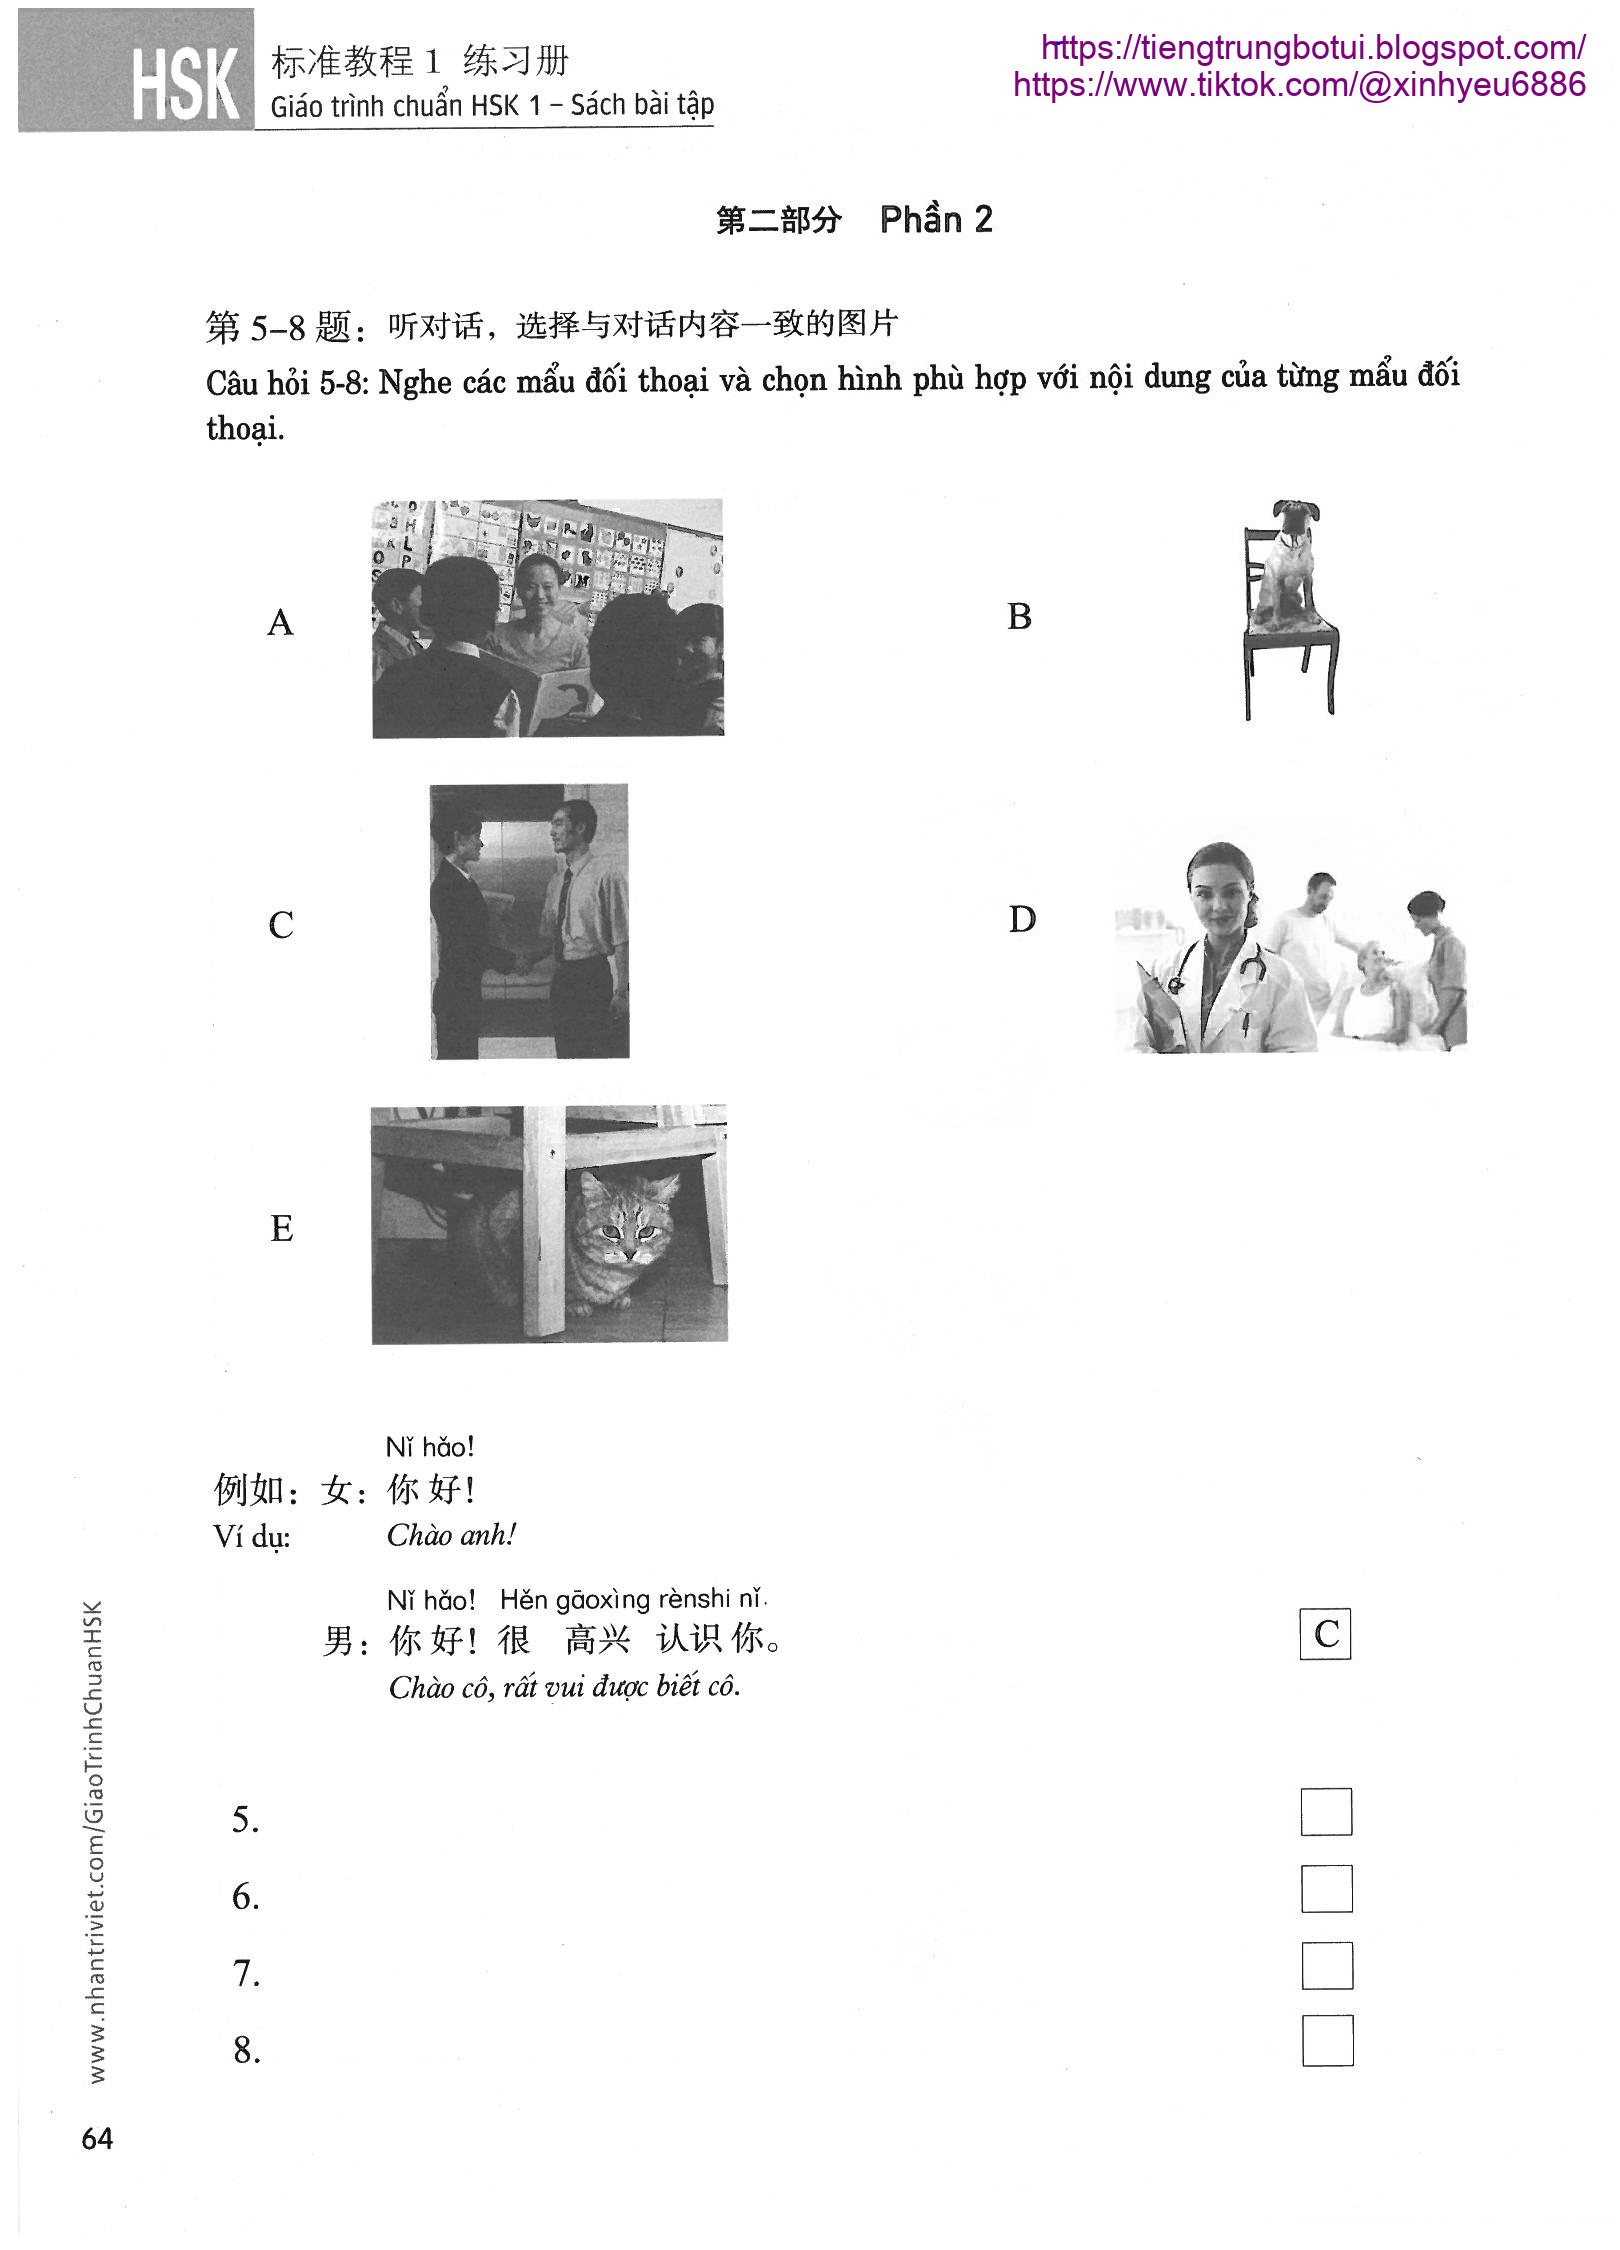 HSK
标准教程 1 练习册
Giáo trình chuẩn HSK 1 – Sách bài tập
https://tiengtrungbotui.blogspot.com/
https://www.tiktok.com/@xinhyeu6886
第二部分 Phần 2
第 5–8 题：听对话，选择与对话内容一致的图片
Câu hỏi 5-8: Nghe các mẩu đối thoại và chọn hình phù hợp với nội dung của từng mẩu đối
thoại.
A
B
C
D
E
Nǐ hǎo!
例如：女：你好！
Ví dụ: Chào anh!
Nǐ hǎo! Hěn gāoxìng rènshi nǐ.
男：你好！很 高兴 认识你。
C
Chào cô, rất vui được biết cô.
5.
6.
7.
8.
www.nhantriviet.com/GiaoTrinhChuanHSK
64